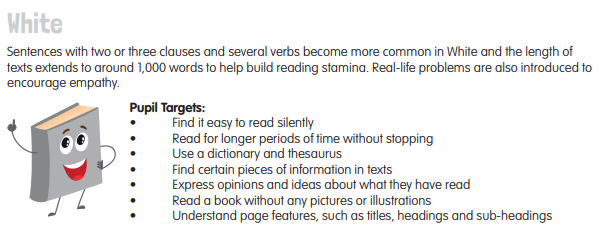 White
Sentences with two or three clauses and several verbs become more common in White and the length of
texts extends to around 1,000 words to help build reading stamina. Real-life problems are also introduced to
encourage empathy.
Pupil Targets:
• Find it easy to read silently
• Read for longer periods of time without stopping
• Use a dictionary and thesaurus
• Find certain pieces of information in texts
• Express opinions and ideas about what they have read
• Read a book without any pictures or illustrations
• Understand page features, such as titles, headings and sub-headings